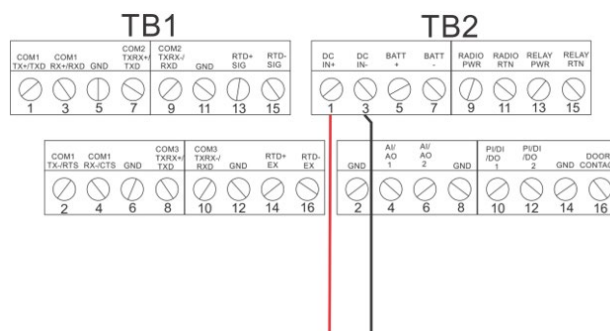 TB1 TB2
COM1 TX+/TXD COM1 RX+/RXD GND COM2 TXRX+/ TXD COM2 TXRX-/ RXD GND RTD+ SIG RTD- SIG
1 3 5 7 9 11 13 15
DC IN+ DC IN- BATT + BATT - RADIO PWR RADIO RTN RELAY PWR RELAY RTN
1 3 5 7 9 11 13 15
COM1 TX-/RTS COM1 RX-/CTS GND COM3 TXRX+/ TXD COM3 TXRX-/ RXD GND RTD+ EX RTD- EX
2 4 6 8 10 12 14 16
GND AI/ AO 1 AI/ AO 2 GND PI/DI /DO 1 PI/DI /DO 2 GND DOOR CONTAC
2 4 6 8 10 12 14 16